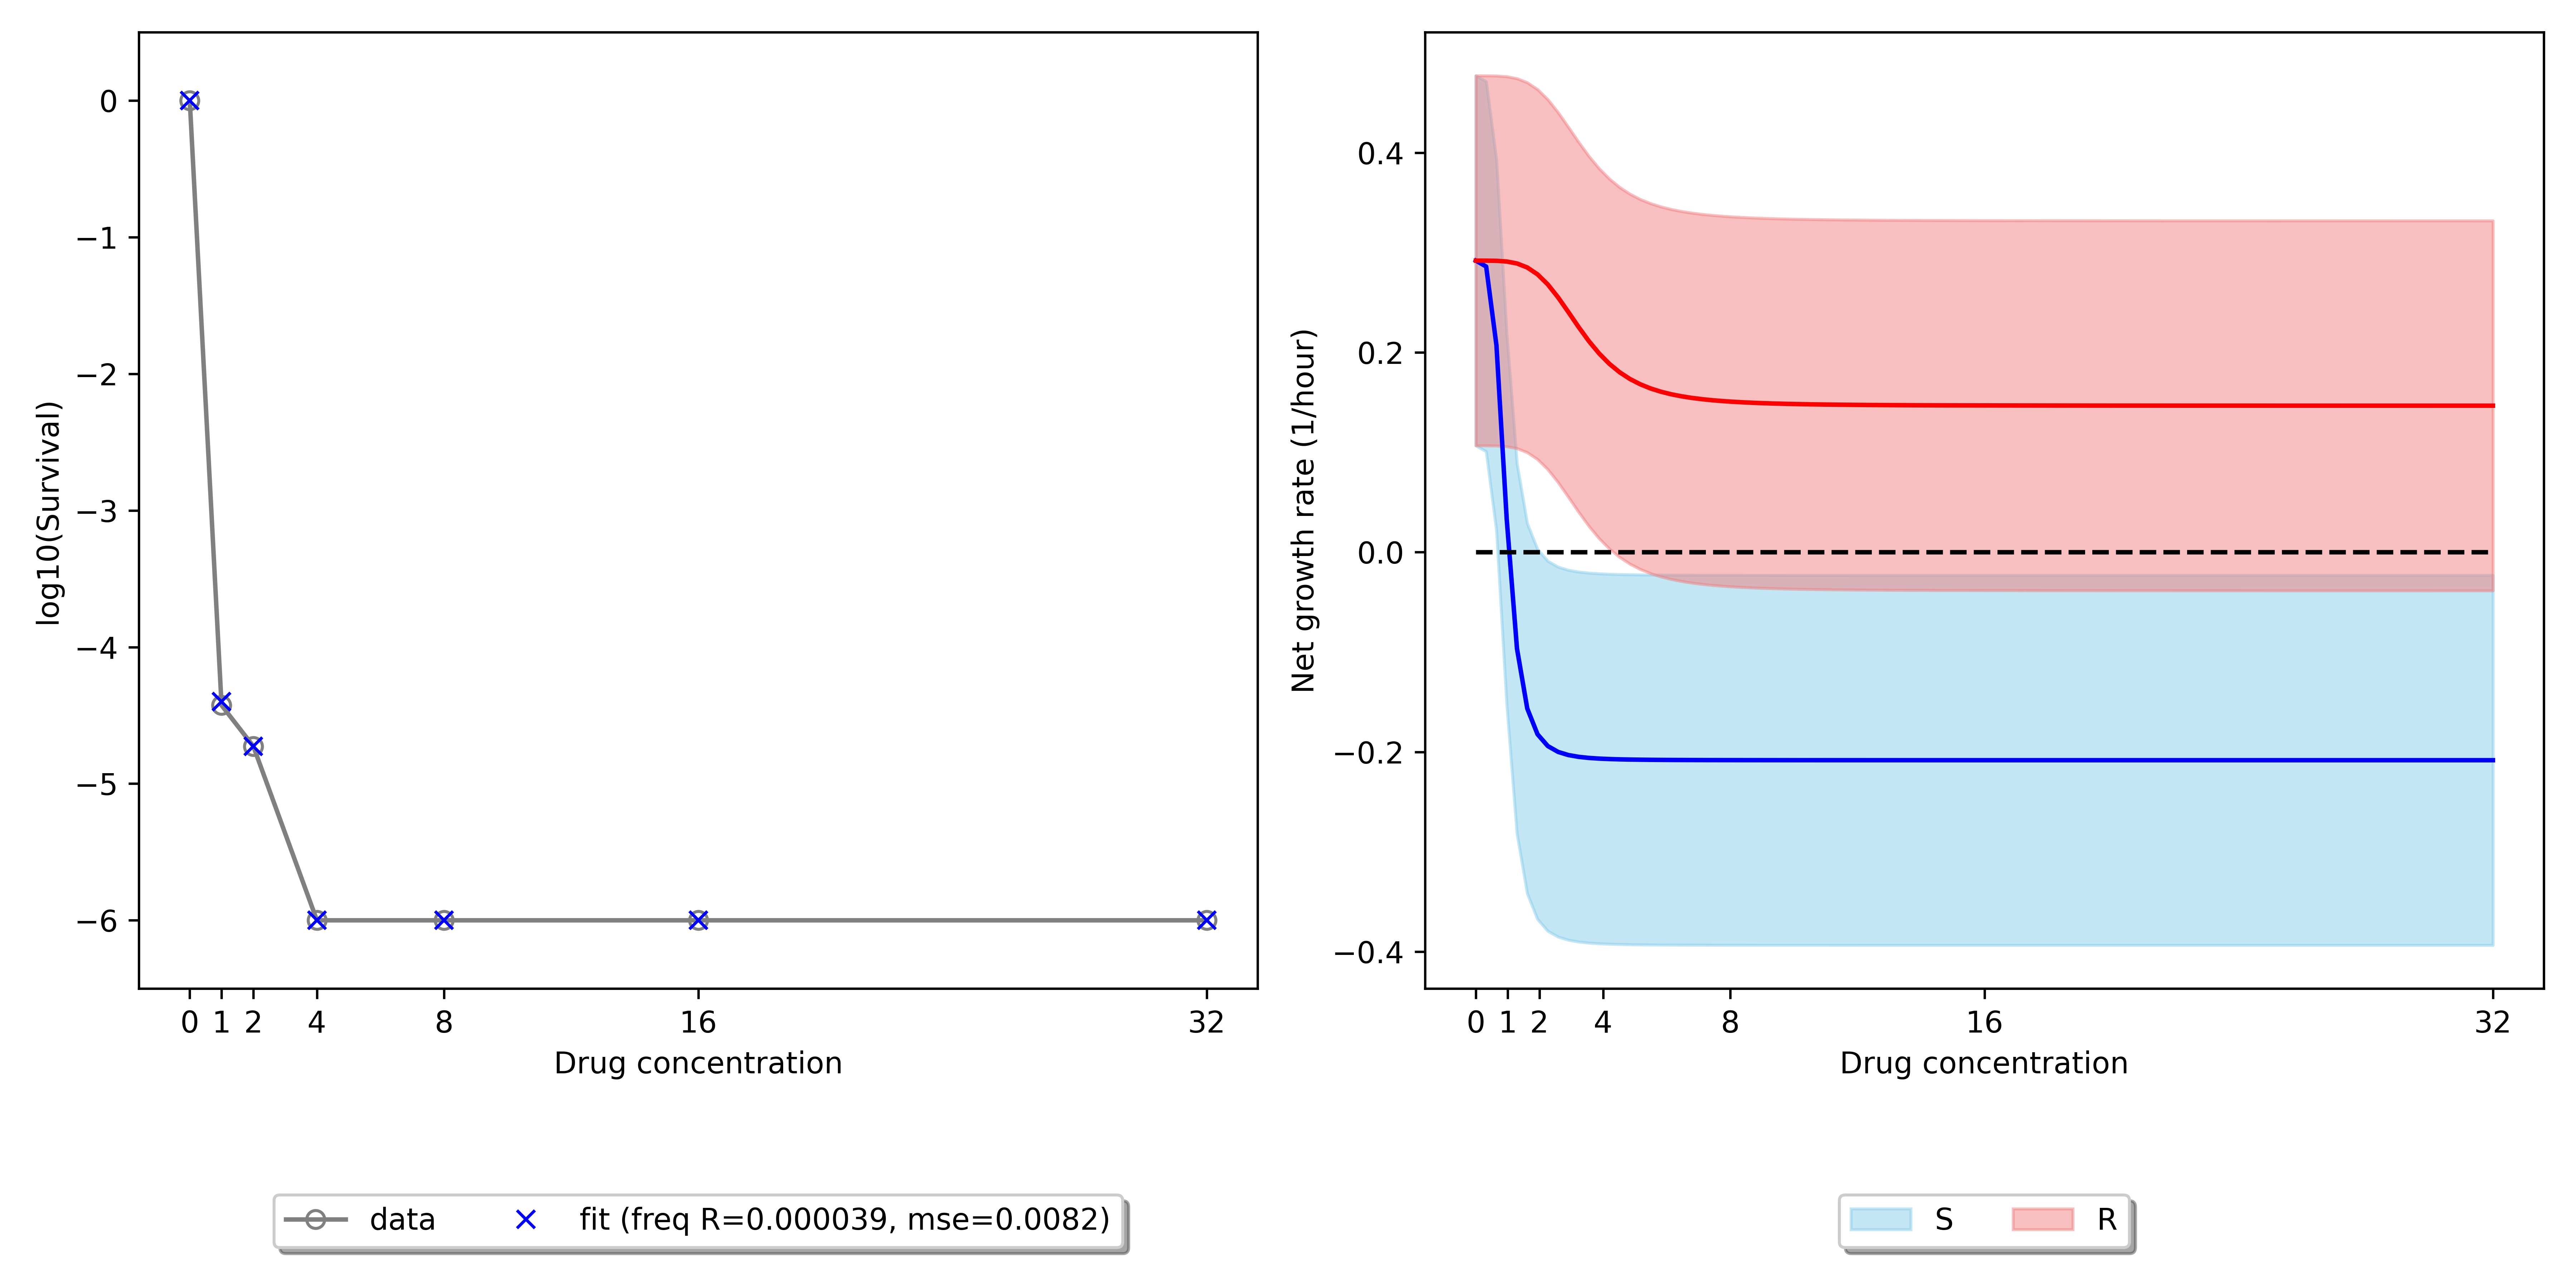 0
−1
−2
−3
−4
−5
−6
log10(Survival)
0 1 2 4 8 16 32
Drug concentration
data fit (freq R=0.000039, mse=0.0082)
0.4
0.2
0.0
−0.2
−0.4
Net growth rate (1/hour)
0 1 2 4 8 16 32
Drug concentration
S R